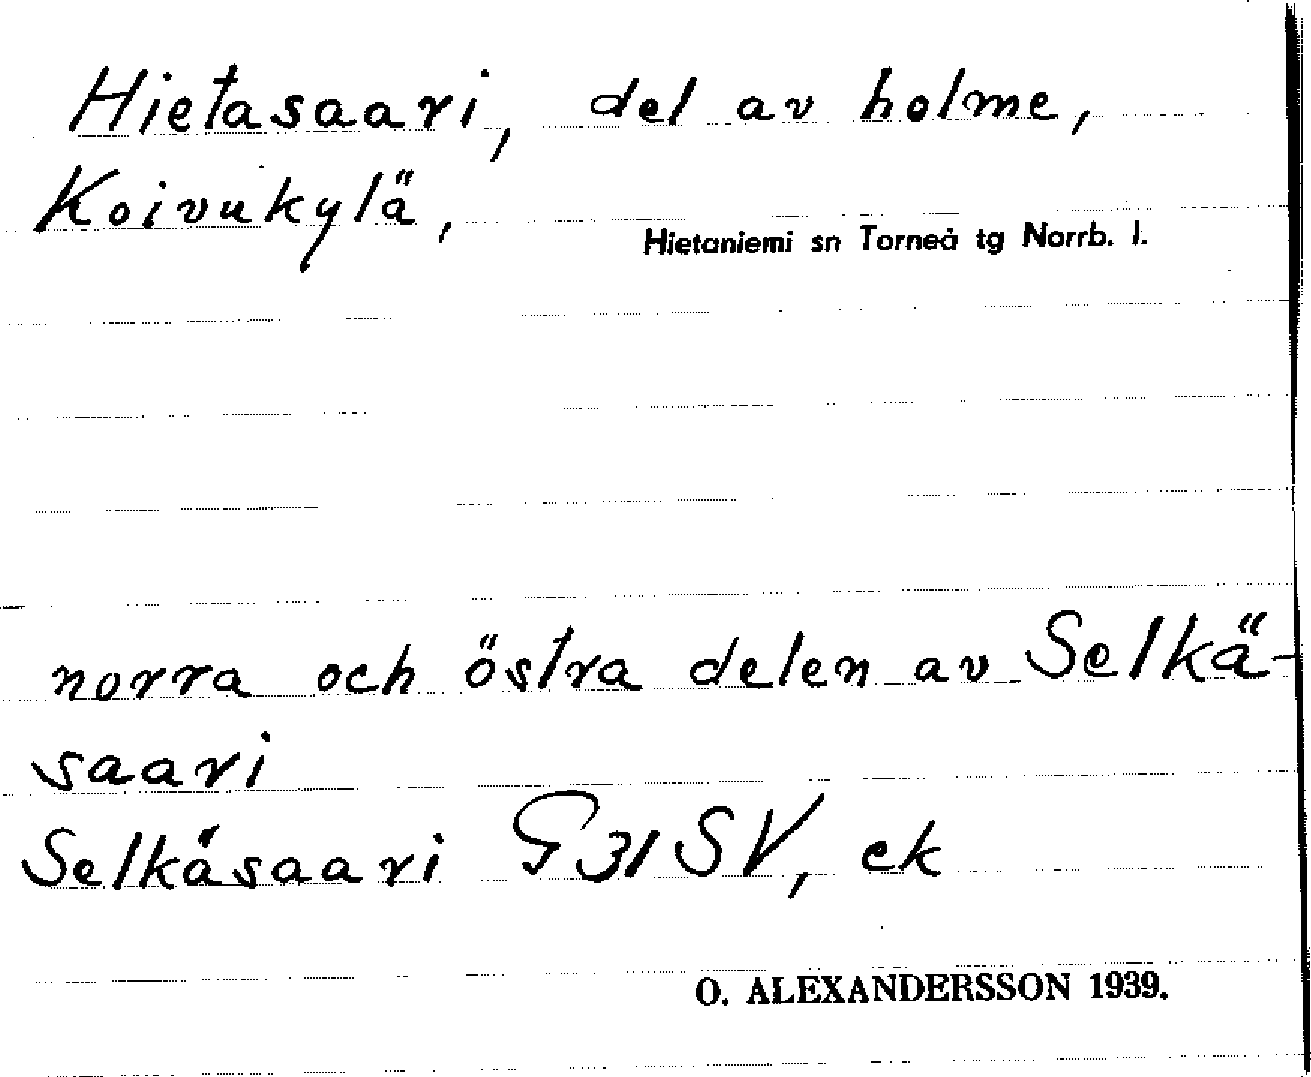 Hietasaari, del av holme,
Koivukylä,
Hietaniemi sn Torneå tg Norrb. l.
norra och östra delen av Selkä-
saari
Selkäsaari G31SV, ek
O. ALEXANDERSSON 1939.